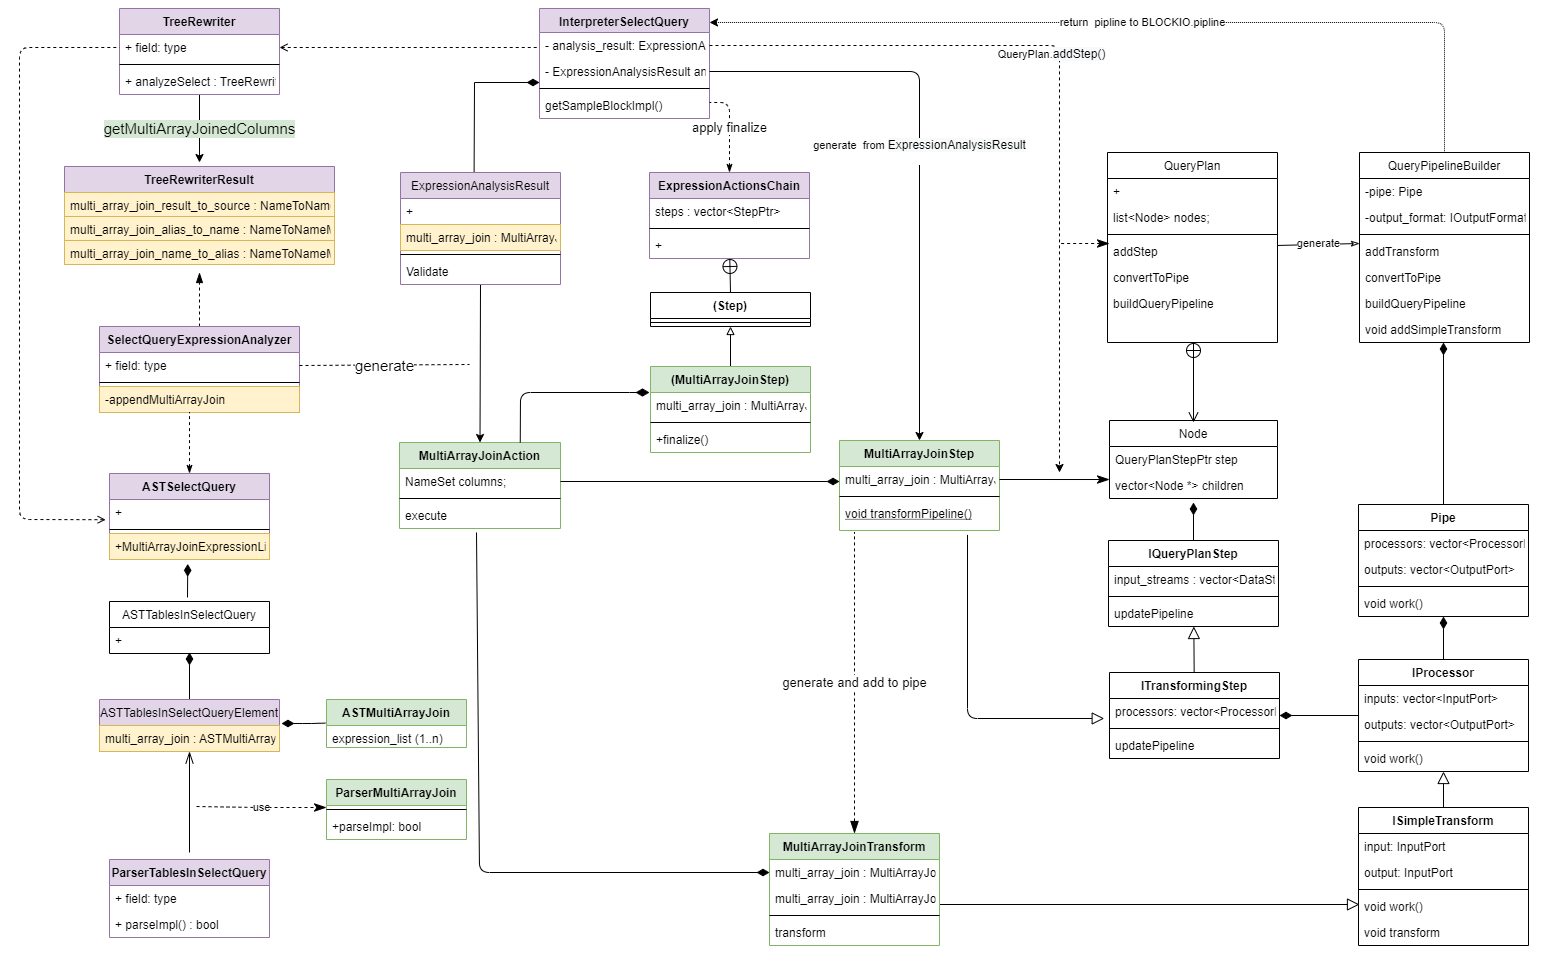 TreeRewriter
+ field: type
+ analyzeSelect : TreeRewri
getMultiArrayJoinedColumns
TreeRewriterResult
multi_array_join_result_to_source : NameToNam
multi_array_join_alias_to_name : NameToNameM
multi_array_join_name_to_alias : NameToNameM
SelectQueryExpressionAnalyzer
+ field: type
-appendMultiArrayJoin
generate
ASTSelectQuery
+
+MultiArrayJoinExpressionLi
ASTTablesInSelectQuery
+
ASTTablesInSelectQueryElement
multi_array_join : ASTMultiArray
ASTMultiArrayJoin
expression_list (1..n)
use
ParserMultiArrayJoin
+parseImpl: bool
ParserTablesInSelectQuery
+ field: type
+ parseImpl() : bool
InterpreterSelectQuery
- analysis_result: ExpressionA
- ExpressionAnalysisResult an
getSampleBlockImpl()
return pipline to BLOCKIO.pipline
QueryPlan.addStep()
apply finalize
generate from ExpressionAnalysisResult
ExpressionAnalysisResult
+
multi_array_join : MultiArray
Validate
ExpressionActionsChain
steps : vector<StepPtr>
+
(Step)
(MultiArrayJoinStep)
multi_array_join : MultiArray
+finalize()
MultiArrayJoinAction
NameSet columns;
execute
MultiArrayJoinStep
multi_array_join : MultiArray
void transformPipeline()
generate and add to pipe
MultiArrayJoinTransform
multi_array_join : MultiArrayJo
multi_array_join : MultiArrayJo
transform
QueryPlan
+
list<Node> nodes;
addStep
convertToPipe
buildQueryPipeline
generate
QueryPipelineBuilder
-pipe: Pipe
-output_format: IOutputFormat
addTransform
convertToPipe
buildQueryPipeline
void addSimpleTransform
Node
QueryPlanStepPtr step
vector<Node *> children
IQueryPlanStep
input_streams : vector<DataSt
updatePipeline
ITransformingStep
processors: vector<Processor
updatePipeline
Pipe
processors: vector<Processor
outputs: vector<OutputPort>
void work()
IProcessor
inputs: vector<InputPort>
outputs: vector<OutputPort>
void work()
ISimpleTransform
input: InputPort
output: InputPort
void work()
void transform